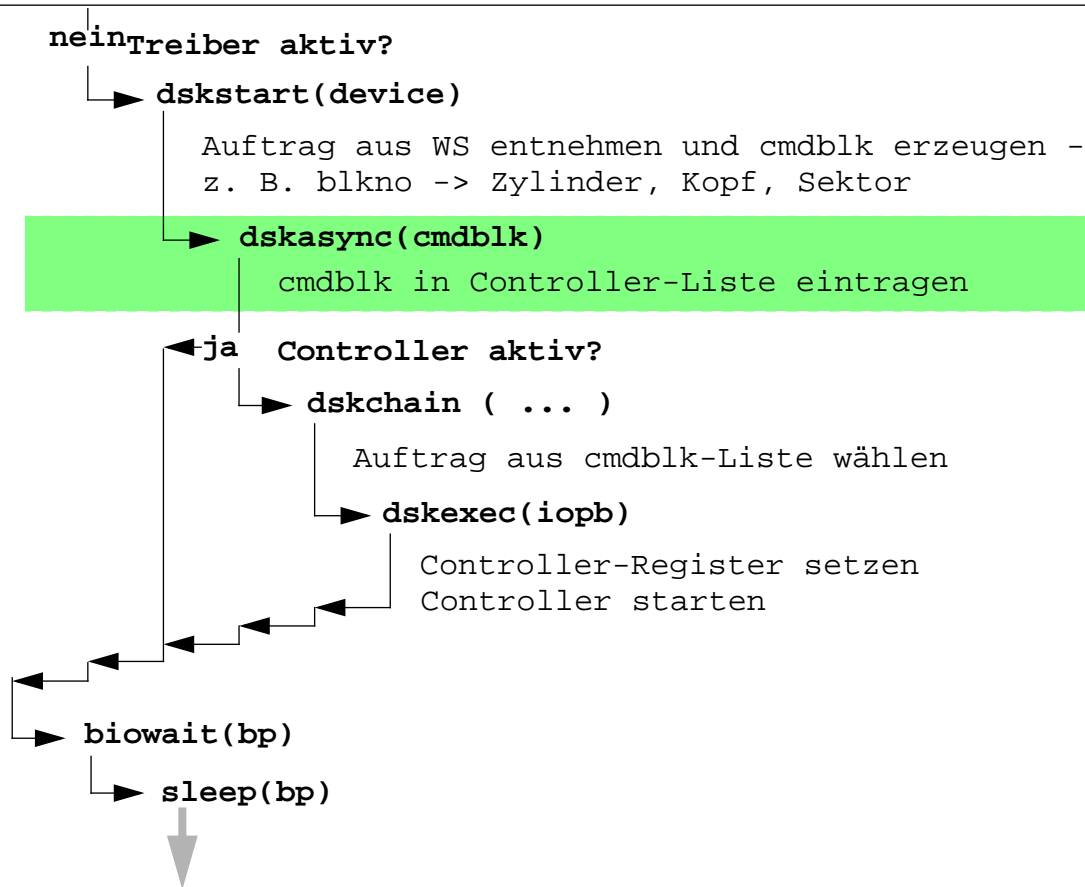 nein Treiber aktiv?
dskstart(device)
Auftrag aus WS entnehmen und cmdblk erzeugen -
z. B. blkno -> Zylinder, Kopf, Sektor
dskasync(cmdblk)
cmdblk in Controller-Liste eintragen
ja Controller aktiv?
dskchain ( ... )
Auftrag aus cmdblk-Liste wählen
dskexec(iopb)
Controller-Register setzen
Controller starten
biowait(bp)
sleep(bp)